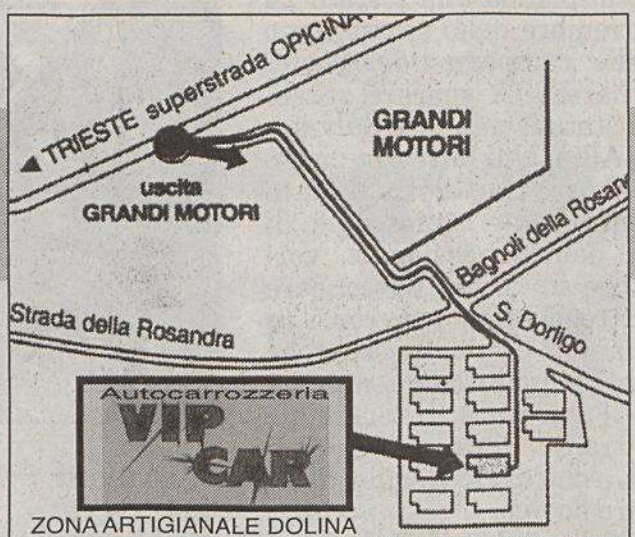 ◄ TRIESTE superstrada OPICINA
uscita
GRANDI MOTORI
GRANDI
MOTORI
Bagnoli della Rosan
Strada della Rosandra
S. Dorligo
Autocarrozzeria
VIP
CAR
ZONA ARTIGIANALE DOLINA